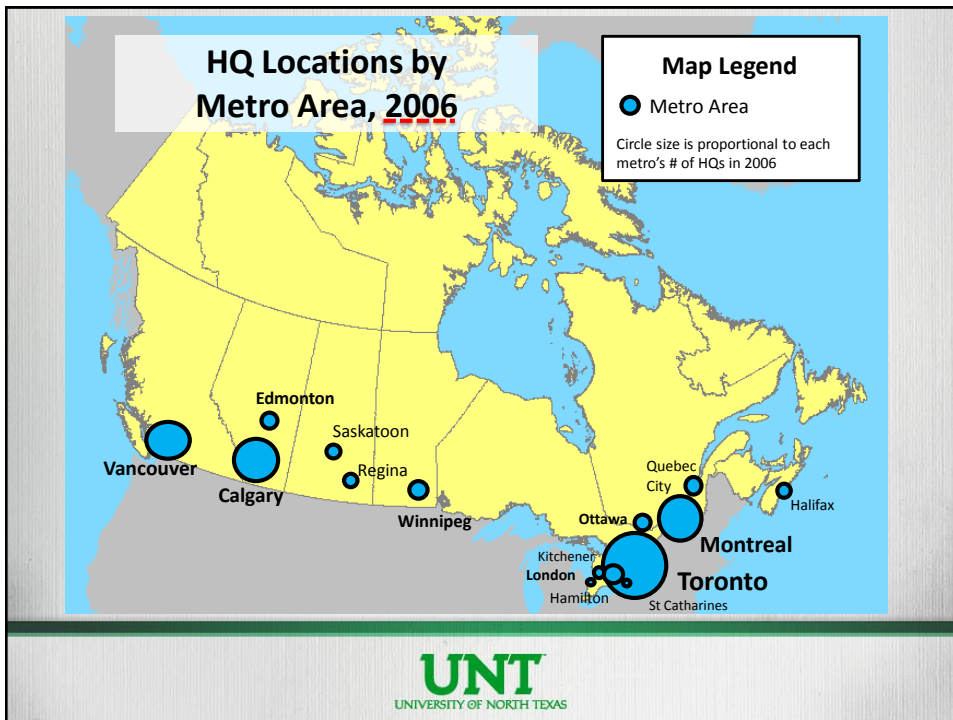 HQ Locations by
Metro Area, 2006
Map Legend
Metro Area
Circle size is proportional to each
metro's # of HQs in 2006
Edmonton
Saskatoon
Vancouver
Regina
Calgary
Winnipeg
Quebec
City
Halifax
Ottawa
Montreal
Kitchener
London
Toronto
Hamilton
St Catharines
UNT
UNIVERSITY OF NORTH TEXAS